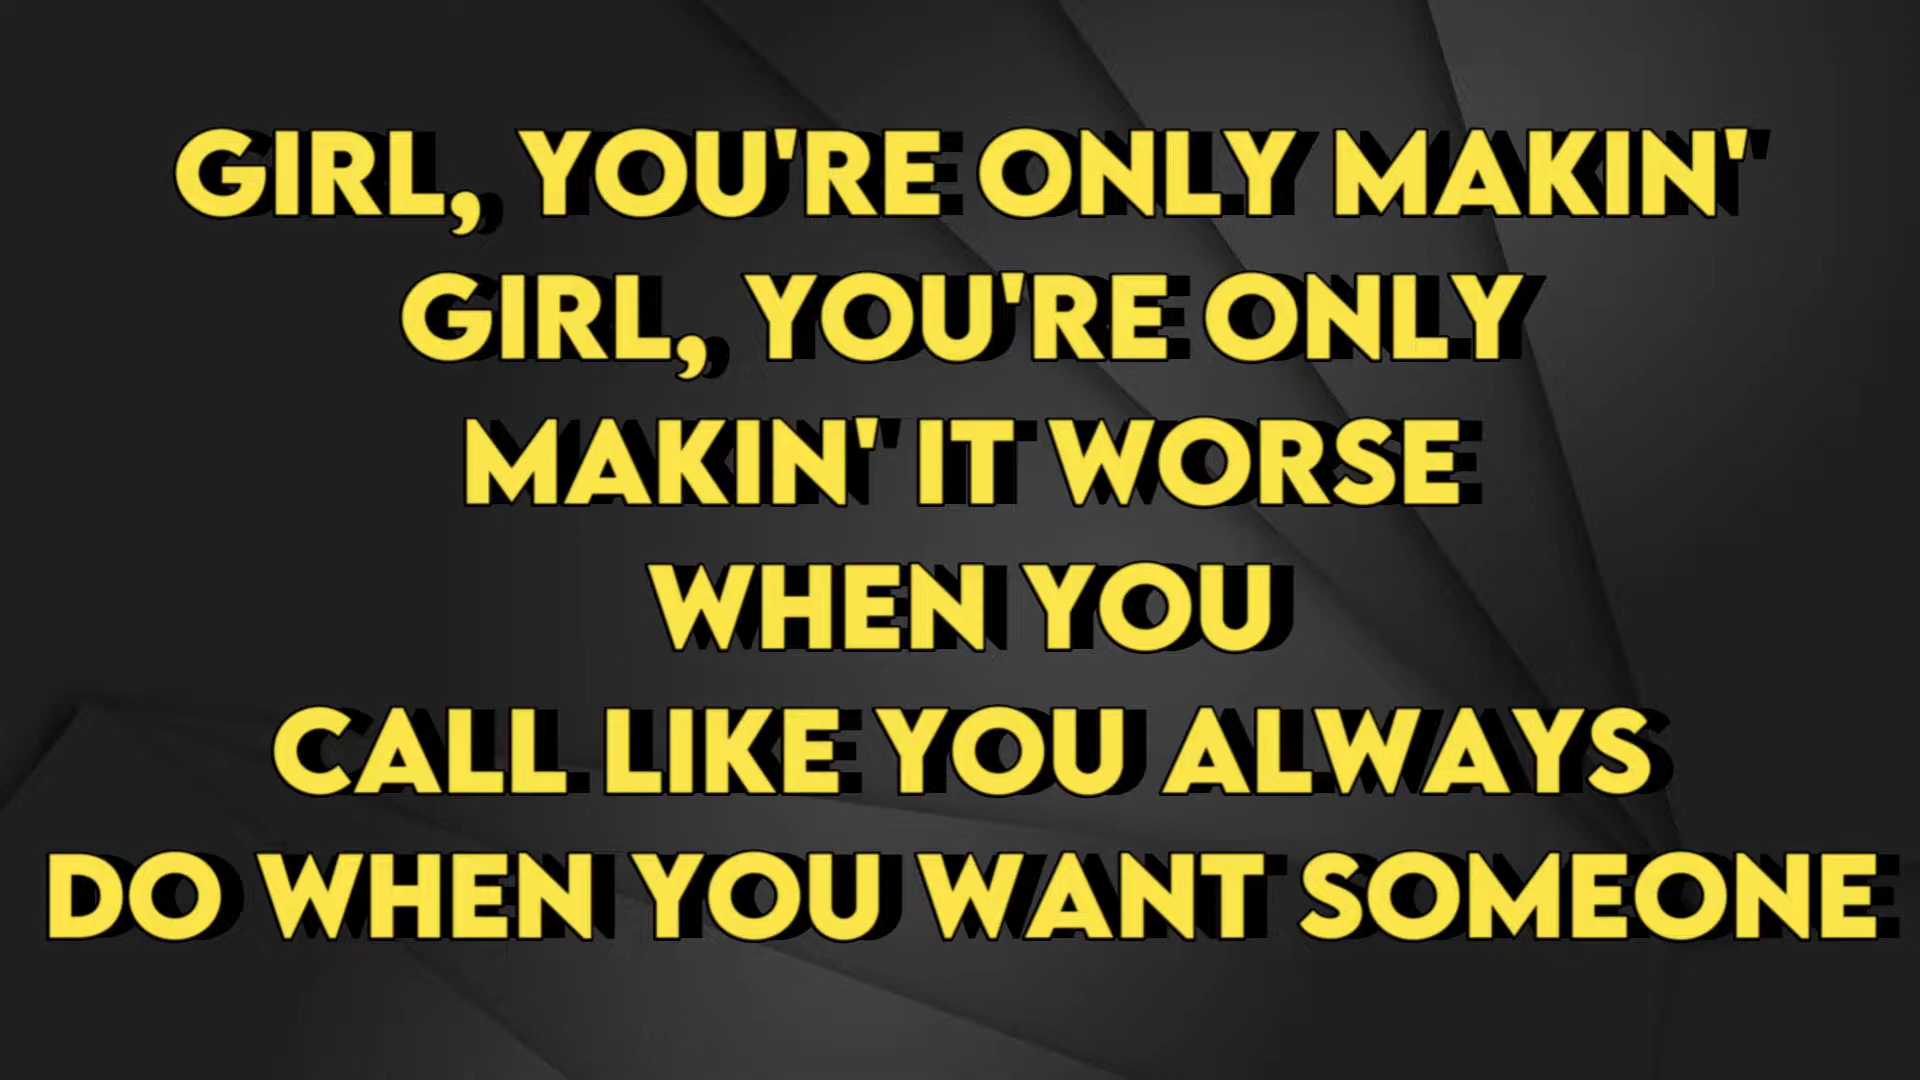 GIRL, YOU'RE ONLY MAKIN'
GIRL, YOU'RE ONLY
MAKIN' IT WORSE
WHEN YOU
CALL LIKE YOU ALWAYS
DO WHEN YOU WANT SOMEONE